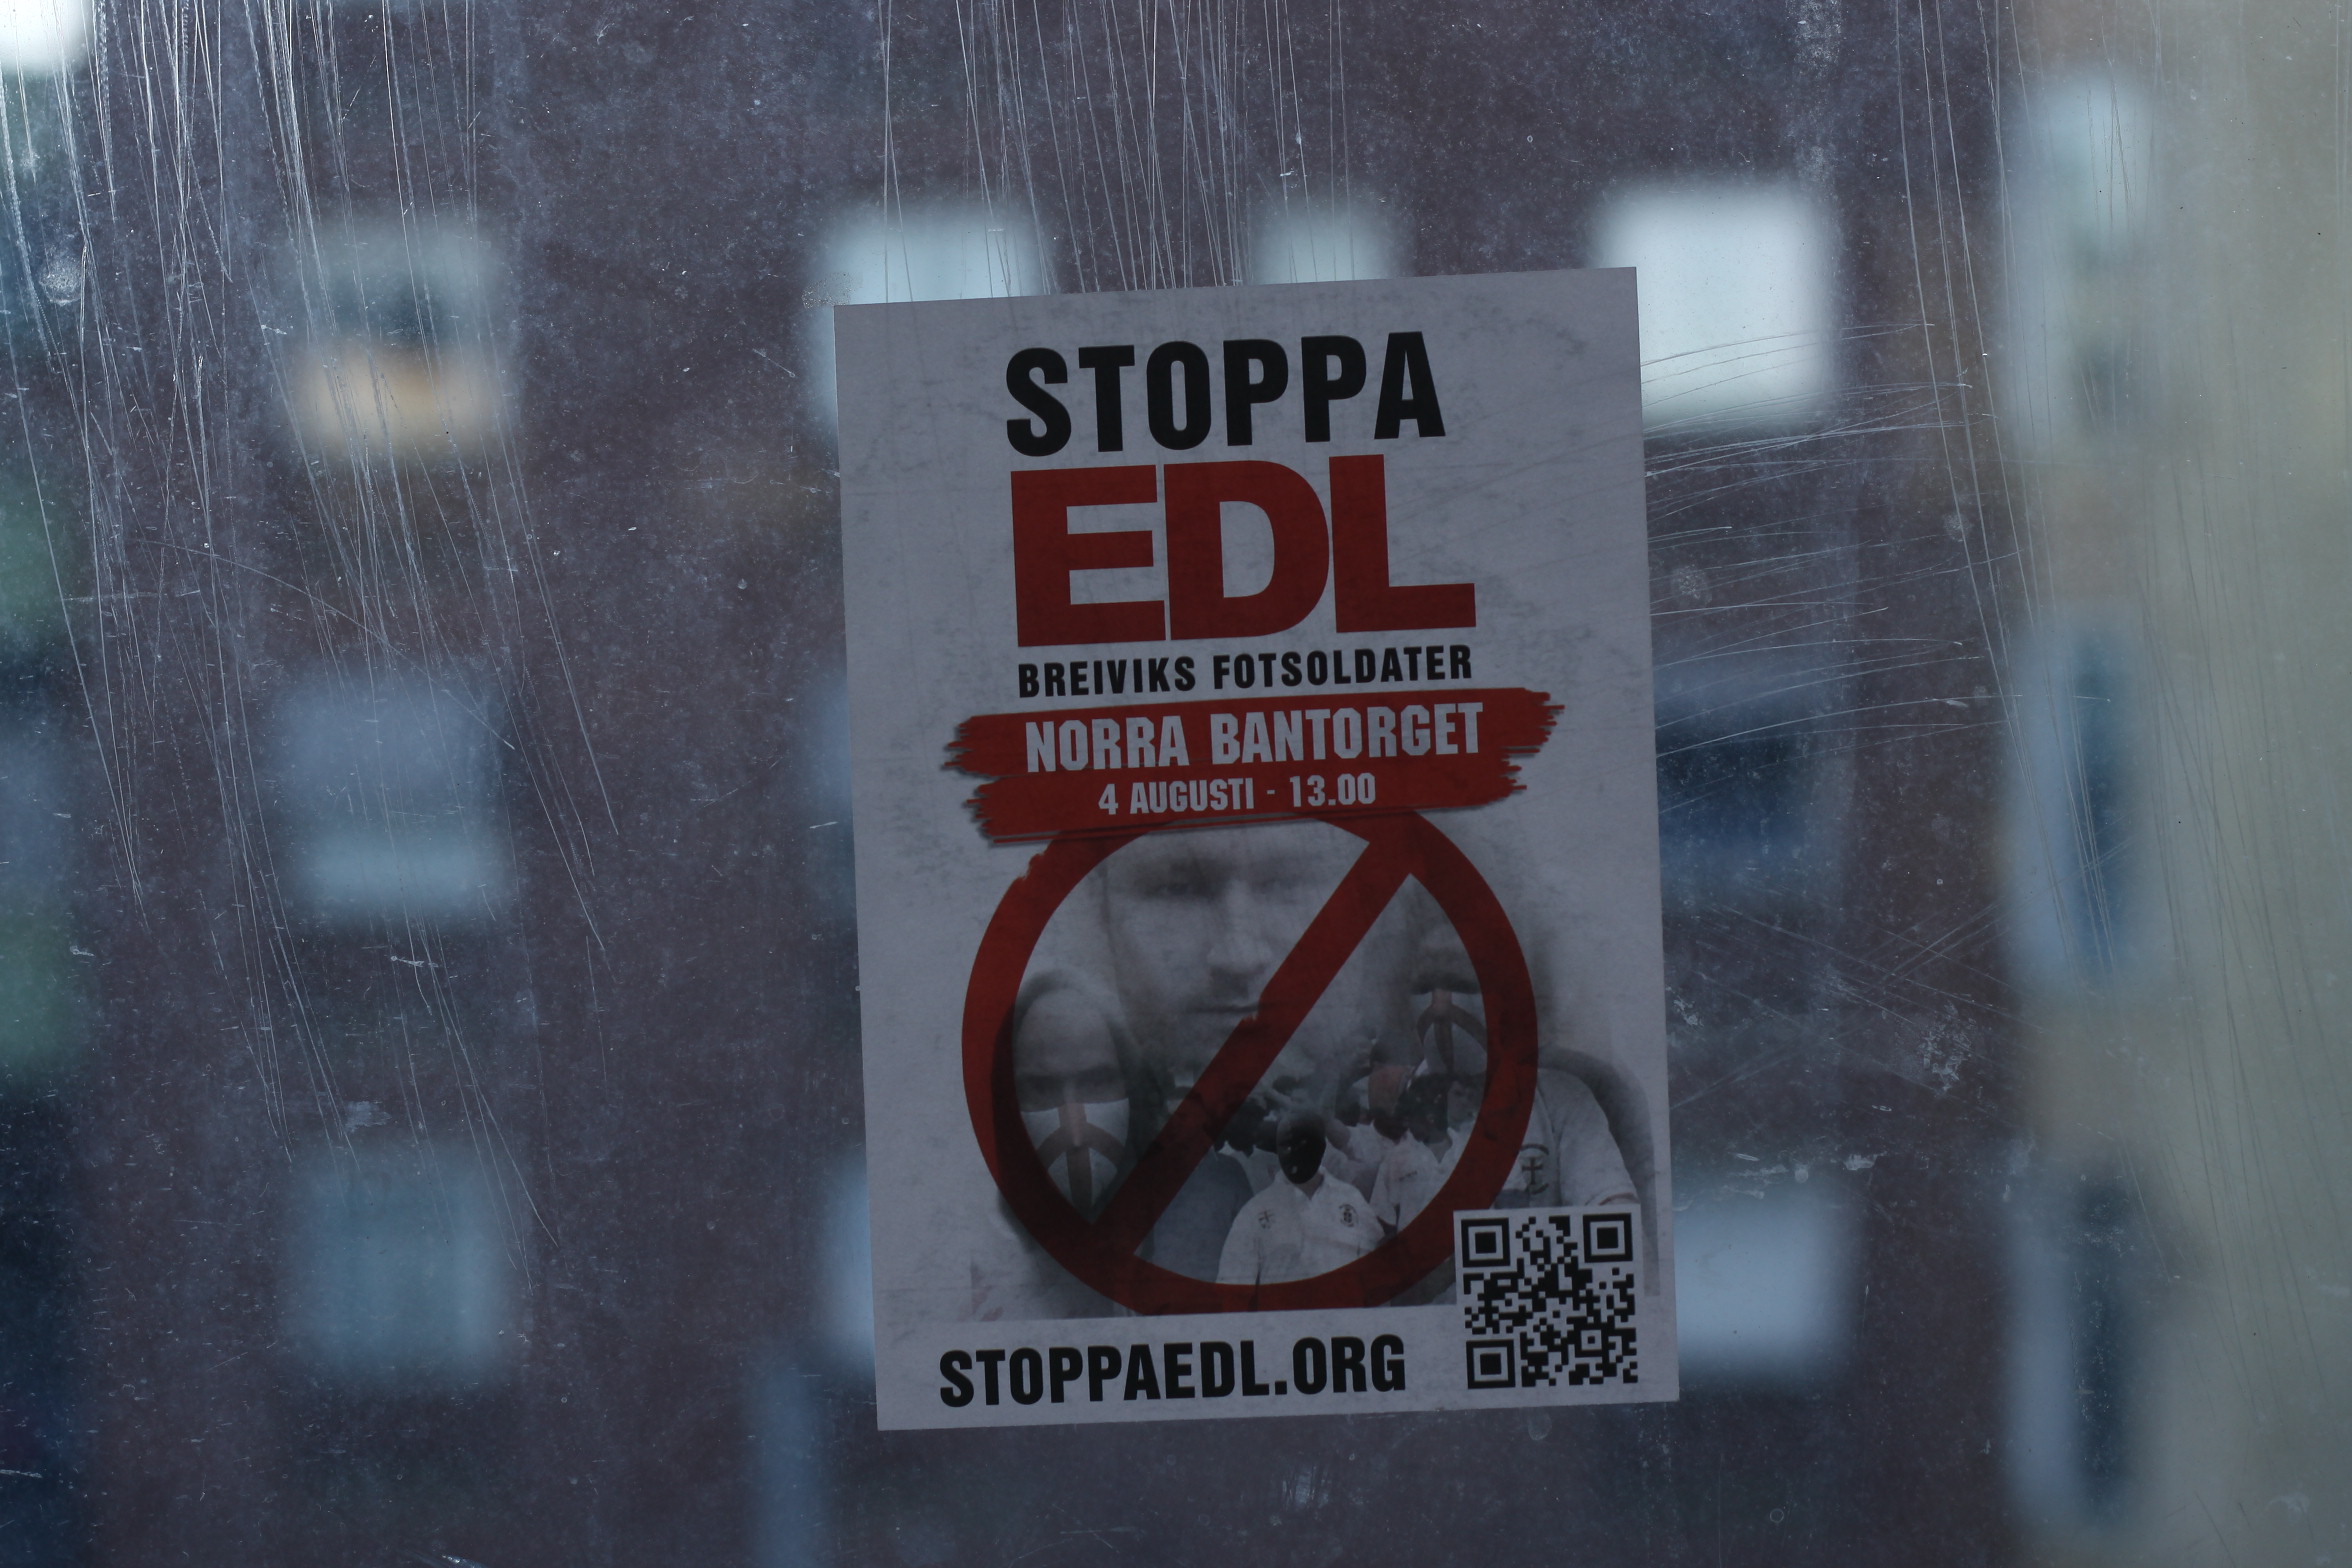 STOPPA
EDL
BREIVIKS FOTSOLDATER
NORRA BANTORGET
4 AUGUSTI - 13.00
STOPPAEDL.ORG